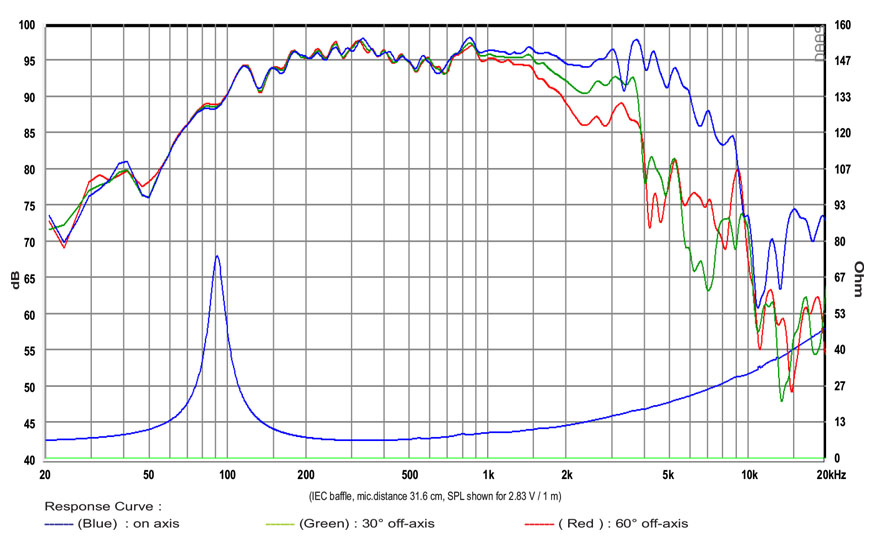 100 95 90 85 80 75 70 65 60 55 50 45 40
dB
160 147 133 120 107 93 80 67 53 40 27 13 0
Ohm
20 50 100 200 500 1k 2k 5k 10k 20kHz
(IEC baffle, mic.distance 31.6 cm, SPL shown for 2.83 V / 1 m)
Response Curve :
(Blue) : on axis (Green) : 30° off-axis ( Red ) : 60° off-axis